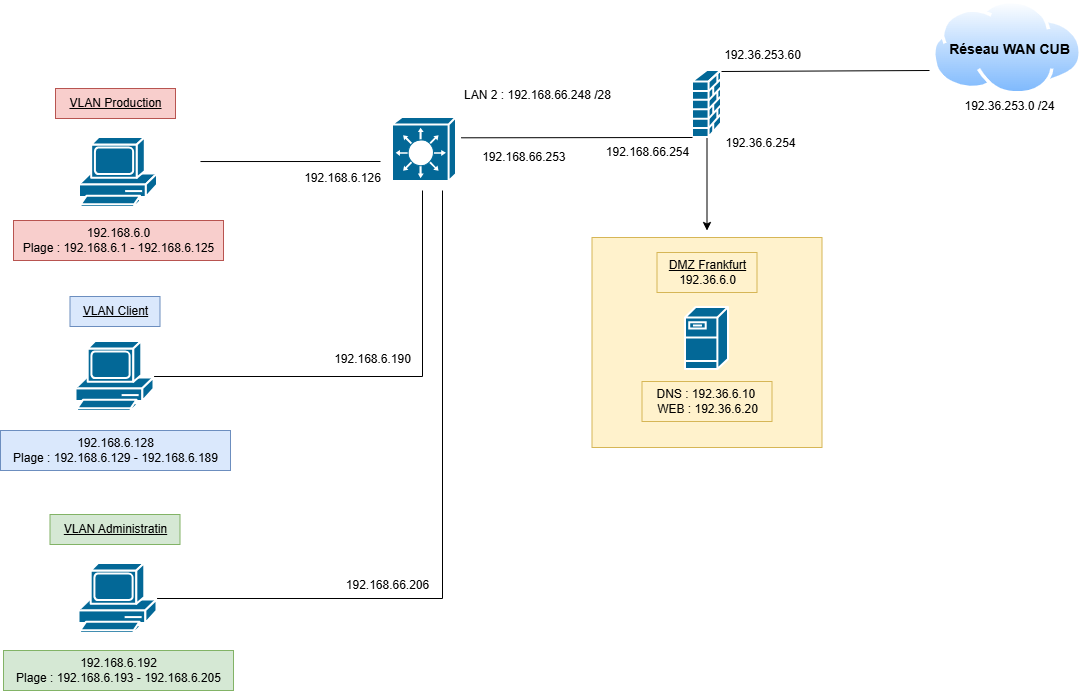 Réseau WAN CUB
192.36.253.0 /24
192.36.253.60
LAN 2 : 192.168.66.248 /28
VLAN Production
192.168.6.126
192.168.66.253
192.168.66.254
192.36.6.254
192.168.6.0
Plage : 192.168.6.1 - 192.168.6.125
DMZ Frankfurt
192.36.6.0
VLAN Client
192.168.6.190
DNS : 192.36.6.10
WEB : 192.36.6.20
192.168.6.128
Plage : 192.168.6.129 - 192.168.6.189
VLAN Administratin
192.168.66.206
192.168.6.192
Plage : 192.168.6.193 - 192.168.6.205